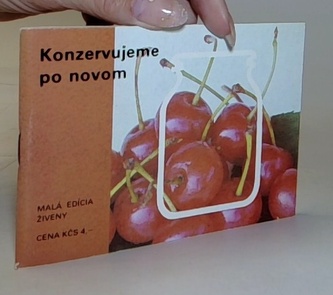 Konzervujeme
po novom
MALÁ EDÍCIA
ŽIVENY
CENA KČS 4,–